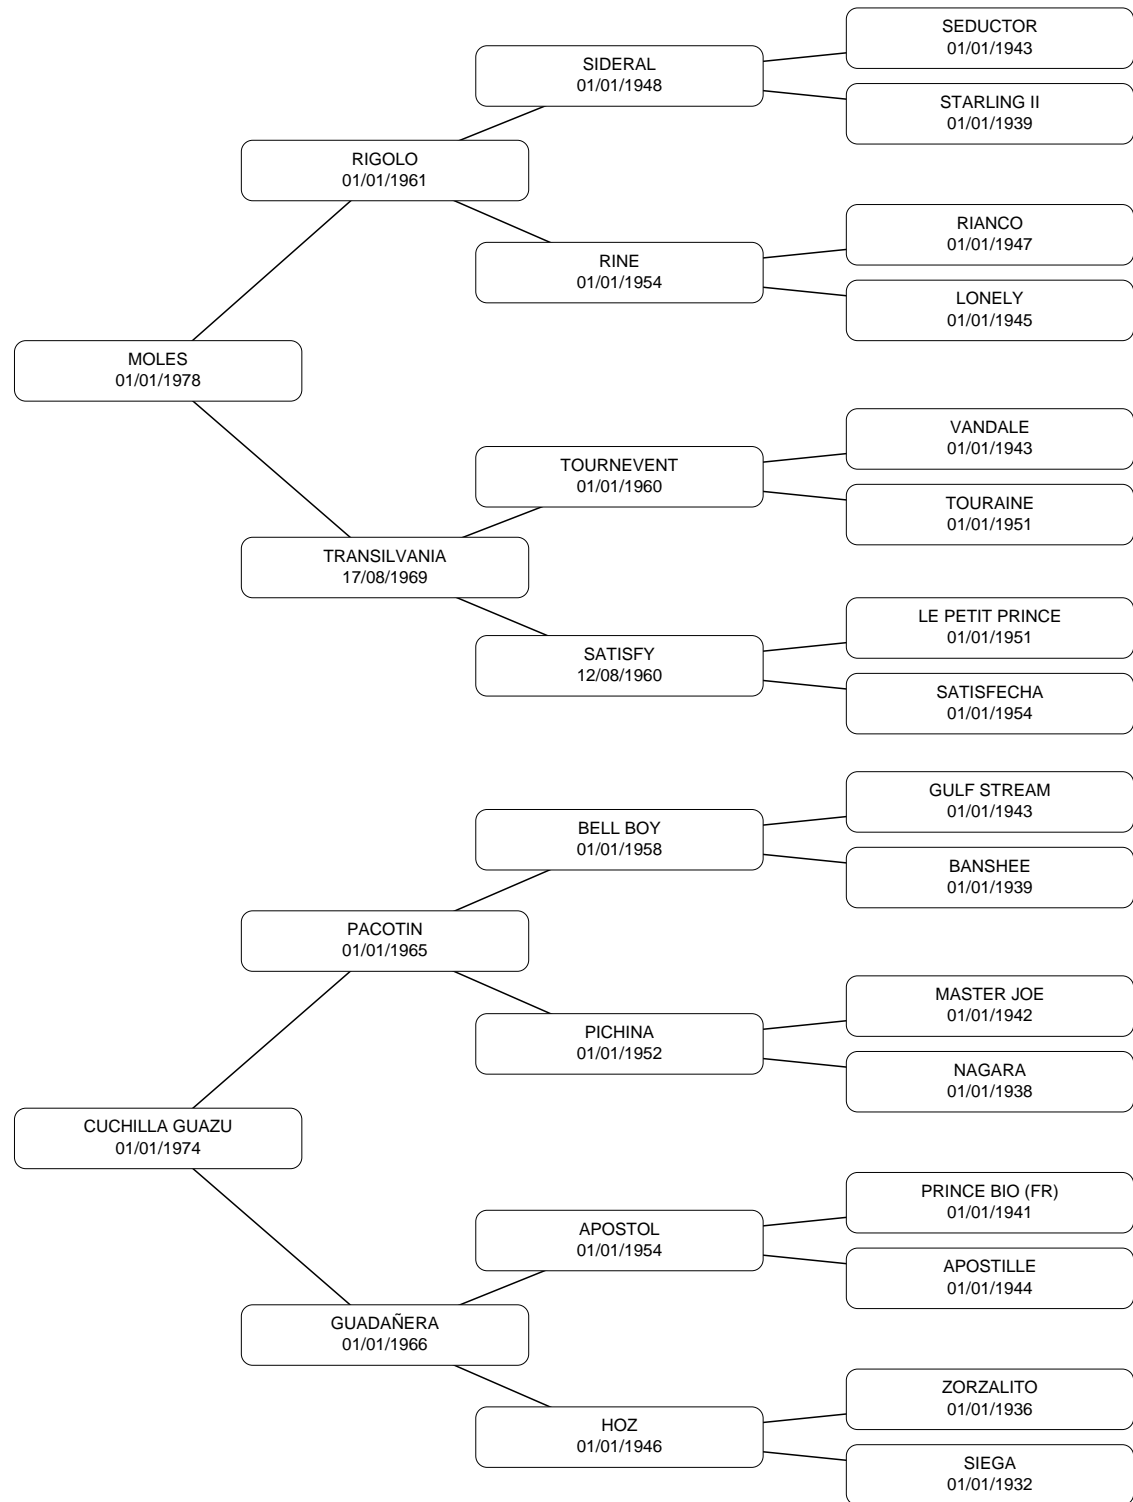 SEDUCTOR
01/01/1943
SIDERAL
01/01/1948
STARLING II
01/01/1939
RIGOLO
01/01/1961
RIANCO
01/01/1947
RINE
01/01/1954
LONELY
01/01/1945
MOLES
01/01/1978
VANDALE
01/01/1943
TOURNEVENT
01/01/1960
TOURAINE
01/01/1951
TRANSILVANIA
17/08/1969
LE PETIT PRINCE
01/01/1951
SATISFY
12/08/1960
SATISFECHA
01/01/1954
GULF STREAM
01/01/1943
BELL BOY
01/01/1958
BANSHEE
01/01/1939
PACOTIN
01/01/1965
MASTER JOE
01/01/1942
PICHINA
01/01/1952
NAGARA
01/01/1938
CUCHILLA GUAZU
01/01/1974
PRINCE BIO (FR)
01/01/1941
APOSTOL
01/01/1954
APOSTILLE
01/01/1944
GUADAÑERA
01/01/1966
ZORZALITO
01/01/1936
HOZ
01/01/1946
SIEGA
01/01/1932